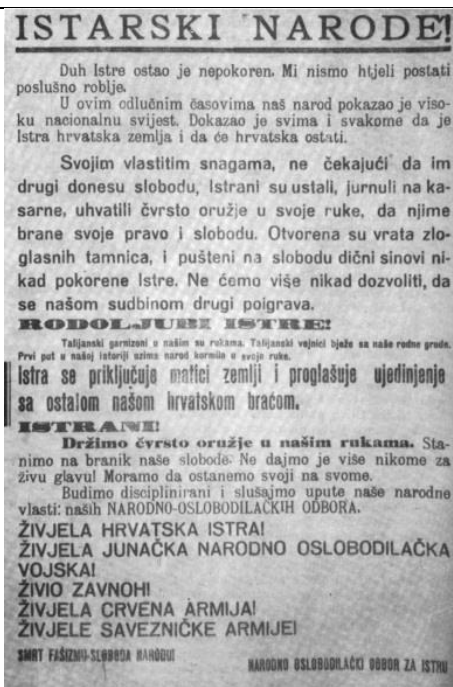 ISTARSKI NARODE!
Duh Istre ostao je nepokoren. Mi nismo htjeli postati
poslušno roblje.
U ovim odlučnim časovima naš narod pokazao je viso-
ku nacionalnu svijest. Dokazao je svima i svakome da je
Istra hrvatska zemlja i da će hrvatska ostati.
Svojim vlastitim snagama, ne čekajući da im
drugi donesu slobodu, Istrani su ustali, jurnuli na ka-
sarne, uhvatili čvrsto oružje u svoje ruke, da njime
brane svoje pravo i slobodu. Otvorena su vrata zlo-
glasnih tamnica, i pušteni na slobodu dični sinovi ni-
kad pokorene Istre. Ne ćemo više nikad dozvoliti, da
se našom sudbinom drugi poigrava.
RODOLJUBI ISTRE!
Talijanski garnizoni u našim su rukama. Talijanski vojnici bježe sa naše rodne grude.
Prvi put u našoj istoriji uzima narod kormilo u svoje ruke.
Istra se priključuje matici zemlji i proglašuje ujedinjenje
sa ostalom našom hrvatskom braćom.
ISTRANI!
Držimo čvrsto oružje u našim rukama. Sta-
nimo na branik naše slobode. Ne dajmo je više nikome za
živu glavu! Moramo da ostanemo svoji na svome.
Budimo disciplinirani i slušajmo upute naše narodne
vlasti: naših NARODNO-OSLOBODILAČKIH ODBORA.
ŽIVJELA HRVATSKA ISTRA!
ŽIVJELA JUNAČKA NARODNO OSLOBODILAČKA
VOJSKA!
ŽIVIO ZAVNOH!
ŽIVJELA CRVENA ARMIJA!
ŽIVJELE SAVEZNIČKE ARMIJE!
SMRT FAŠIZMU-SLOBODA NARODU!
NARODNO OSLOBODILAČKI ODBOR ZA ISTRU